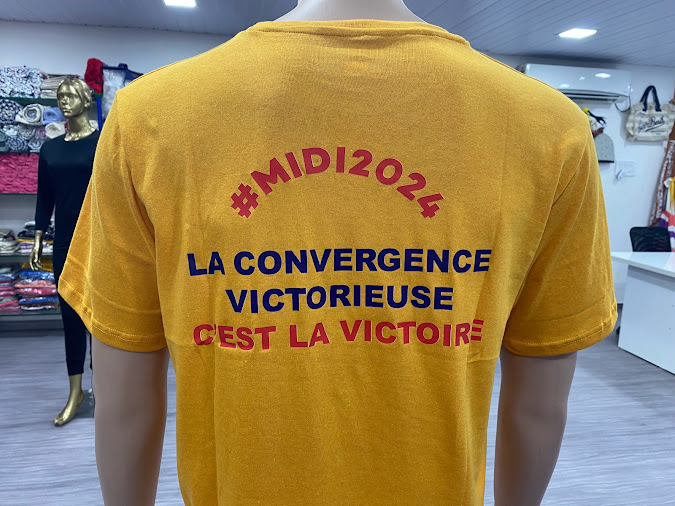 #MIDI2024
LA CONVERGENCE
VICTORIEUSE
C'EST LA VICTOIRE